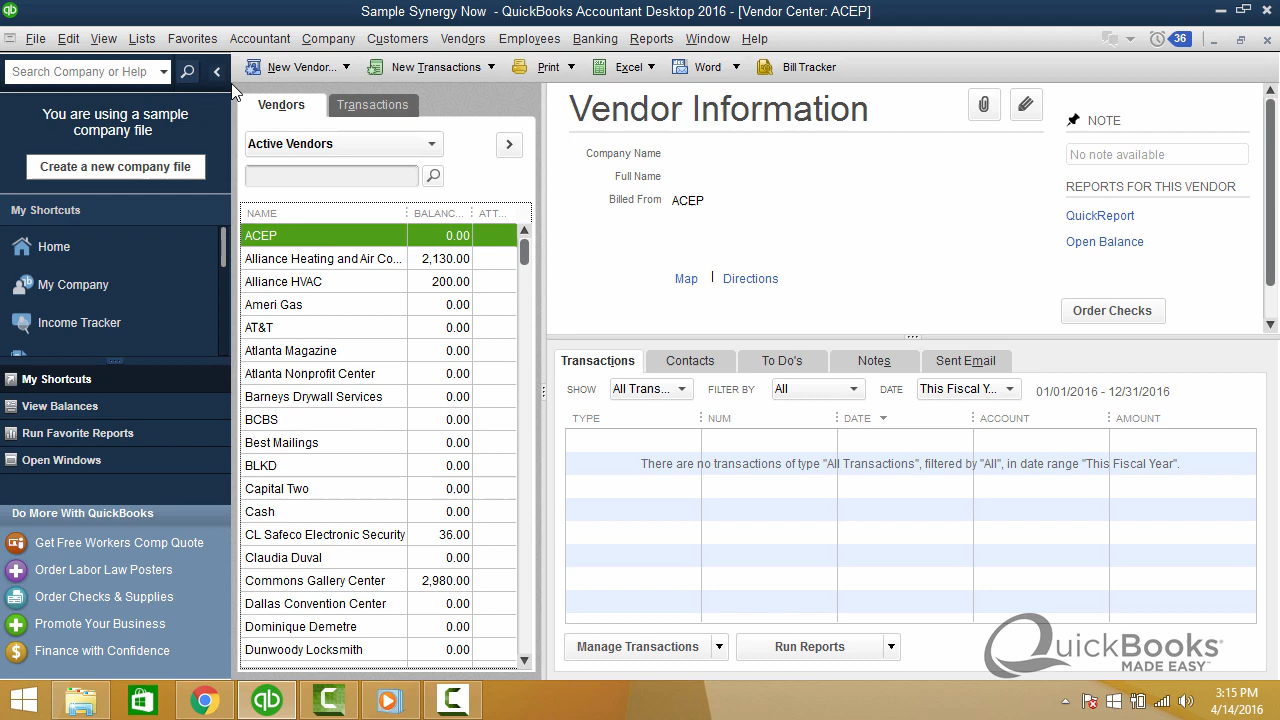 Sample Synergy Now - QuickBooks Accountant Desktop 2016 - [Vendor Center: ACEP]
File Edit View Lists Favorites Accountant Company Customers Vendors Employees Banking Reports Window Help
36
Search Company or Help
New Vendor... New Transactions Print Excel Word Bill Tracker
You are using a sample
company file
Create a new company file
My Shortcuts
Home
My Company
Income Tracker
My Shortcuts
View Balances
Run Favorite Reports
Open Windows
Do More With QuickBooks
Get Free Workers Comp Quote
Order Labor Law Posters
Order Checks & Supplies
Promote Your Business
Finance with Confidence
Vendors Transactions
Active Vendors
NAME BALANC... ATT...
ACEP 0.00
Alliance Heating and Air Co... 2,130.00
Alliance HVAC 200.00
Ameri Gas 0.00
AT&T 0.00
Atlanta Magazine 0.00
Atlanta Nonprofit Center 0.00
Barneys Drywall Services 0.00
BCBS 0.00
Best Mailings 0.00
BLKD 0.00
Capital Two 0.00
Cash 0.00
CL Safeco Electronic Security 36.00
Claudia Duval 0.00
Commons Gallery Center 2,980.00
Dallas Convention Center 0.00
Dominique Demetre 0.00
Dunwoody Locksmith 0.00
Vendor Information
Company Name
Full Name
Billed From ACEP
Map Directions
NOTE
No note available
REPORTS FOR THIS VENDOR
QuickReport
Open Balance
Order Checks
Transactions Contacts To Do's Notes Sent Email
SHOW All Trans... FILTER BY All DATE This Fiscal Y... 01/01/2016 - 12/31/2016
TYPE NUM DATE ACCOUNT AMOUNT
There are no transactions of type "All Transactions", filtered by "All", in date range "This Fiscal Year".
Manage Transactions Run Reports
QuickBooks
MADE EASY™
qb
3:15 PM
4/14/2016